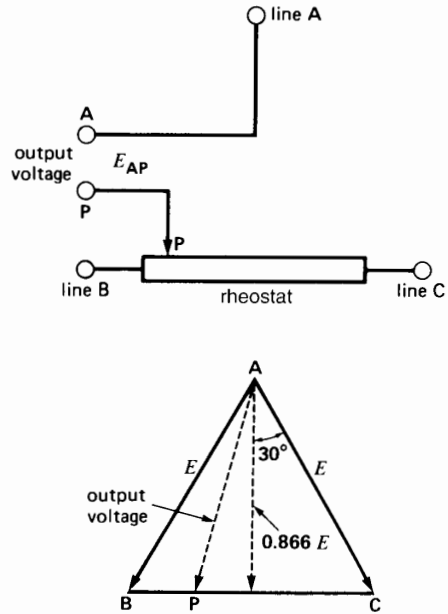 line A
A
output
voltage
E_AP
P
P
line B
rheostat
line C
A
E
30°
E
output
voltage
0.866 E
B
P
C